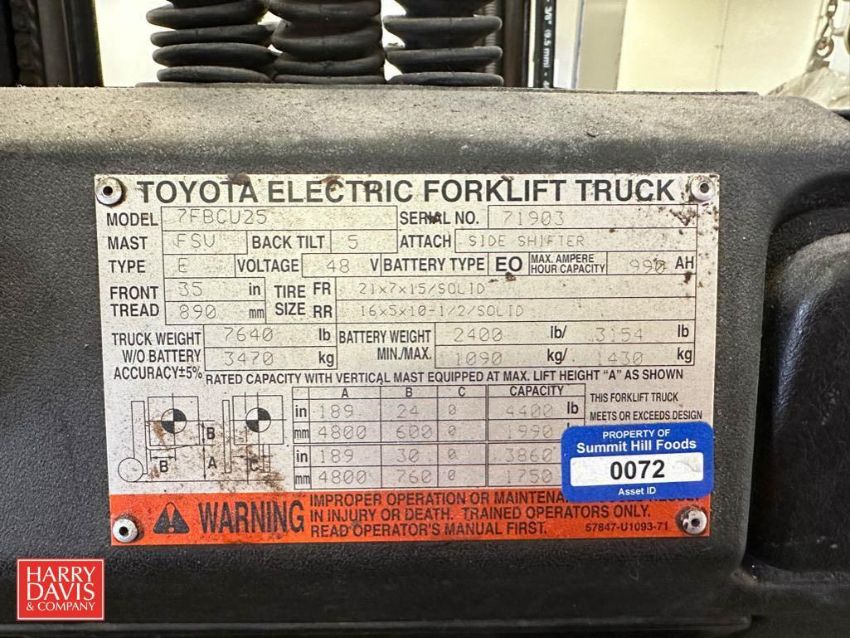 3/8" (9.5 mm)
TOYOTA ELECTRIC FORKLIFT TRUCK
MODEL 7FBCU25 SERIAL NO. 71903
MAST FSV BACK TILT 5 ATTACH SIDE SHIFTER
TYPE E VOLTAGE 48 V BATTERY TYPE EO MAX. AMPERE HOUR CAPACITY 990 AH
FRONT 35 in TIRE FR 21x7x15/SOLID
TREAD 890 mm SIZE RR 16x5x10-1/2/SOLID
TRUCK WEIGHT 7640 lb BATTERY WEIGHT 2400 lb/ 3154 lb
W/O BATTERY 3470 kg MIN./MAX. 1090 kg/ 1430 kg
ACCURACY±5%
RATED CAPACITY WITH VERTICAL MAST EQUIPPED AT MAX. LIFT HEIGHT "A" AS SHOWN
A B C CAPACITY
in 189 24 0 4400 lb
mm 4800 600 0 990
in 189 30 0 3860
mm 4800 760 0 1750
B
B A C
THIS FORKLIFT TRUCK
MEETS OR EXCEEDS DESIGN
PROPERTY OF
Summit Hill Foods
0072
Asset ID
WARNING
IMPROPER OPERATION OR
IN INJURY OR DEATH. TRAINED OPERATORS ONLY.
READ OPERATOR'S MANUAL FIRST. 57847-U1093-71
HARRY
DAVIS
& COMPANY